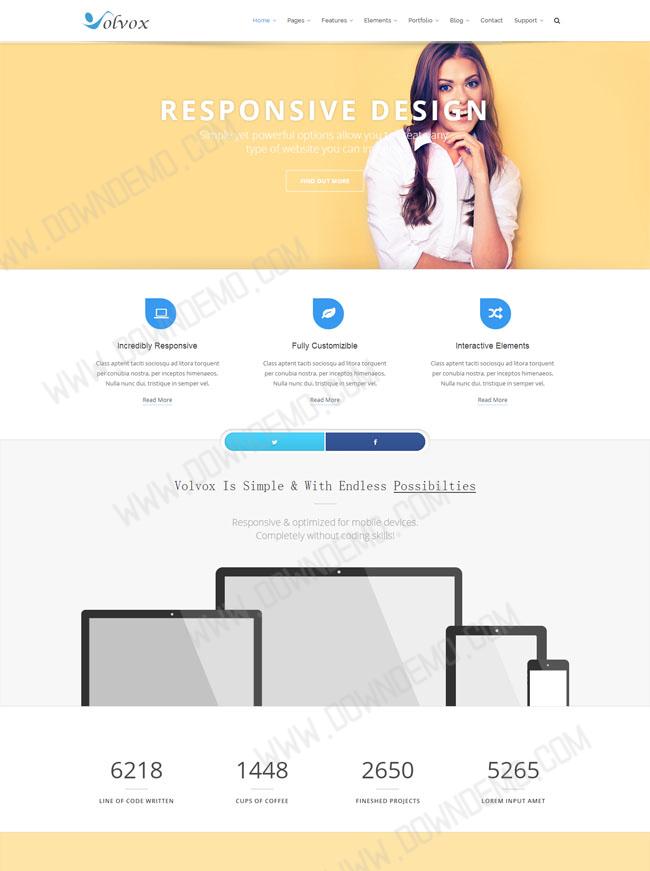 Volvox
Home Pages Features Elements Portfolio Blog Contact Support
RESPONSIVE DESIGN
Simple yet powerful options allow you to create any
type of website you can
FIND OUT MORE
Incredibly Responsive
Class aptent taciti sociosqu ad litora torquent
per conubia nostra, per inceptos himenaeos.
Nulla nunc dui, tristique in semper vel.
Read More
Fully Customizible
Class aptent taciti sociosqu ad litora torquent
per conubia nostra, per inceptos himenaeos.
Nulla nunc dui, tristique in semper vel.
Read More
Interactive Elements
Class aptent taciti sociosqu ad litora torquent
per conubia nostra, per inceptos himenaeos.
Nulla nunc dui, tristique in semper vel.
Read More
Volvox Is Simple & With Endless Possibilties
Responsive & optimized for mobile devices.
Completely without coding skills!
6218
LINE OF CODE WRITTEN
1448
CUPS OF COFFEE
2650
FINESHED PROJECTS
5265
LOREM INPUT AMET
WWW.DOWNDEMO.COM
WWW.DOWNDEMO.COM
WWW.DOWNDEMO.COM
WWW.DOWNDEMO.COM
WWW.DOWNDEMO.COM
WWW.DOWNDEMO.COM